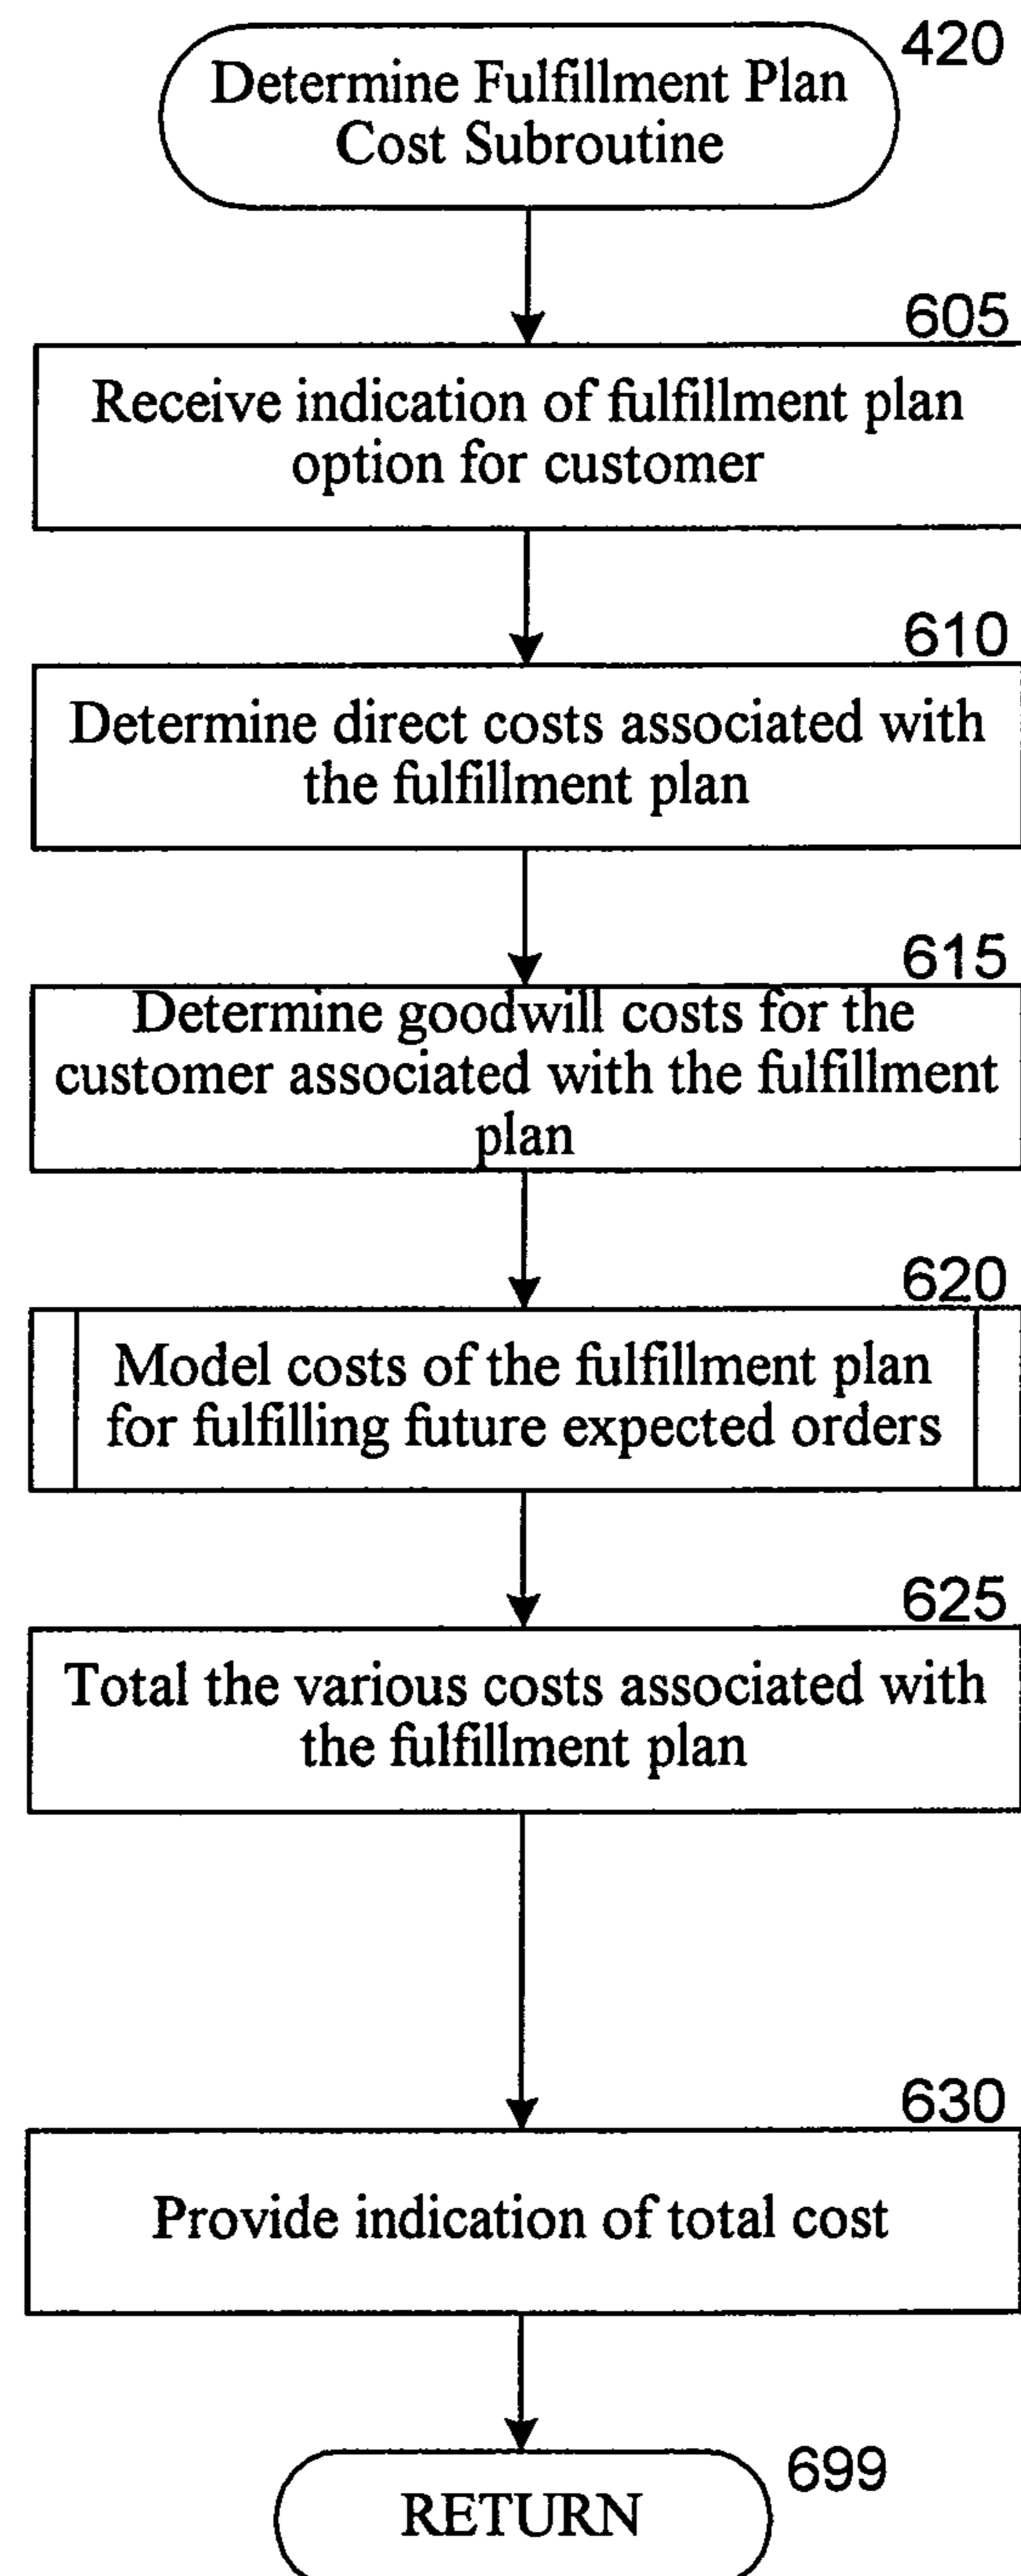 420
Determine Fulfillment Plan
Cost Subroutine
605
Receive indication of fulfillment plan
option for customer
610
Determine direct costs associated with
the fulfillment plan
615
Determine goodwill costs for the
customer associated with the fulfillment
plan
620
Model costs of the fulfillment plan
for fulfilling future expected orders
625
Total the various costs associated with
the fulfillment plan
630
Provide indication of total cost
699
RETURN